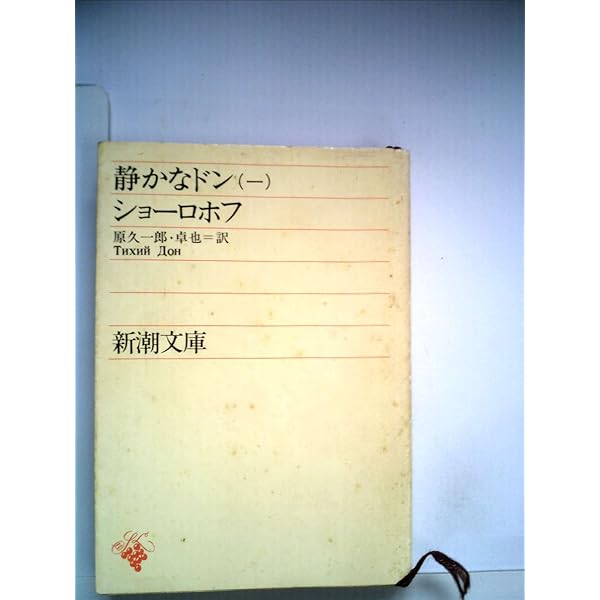 静かなドン(一)
ショーロホフ
原久一郎・卓也=訳
Тихий Дон
新潮文庫